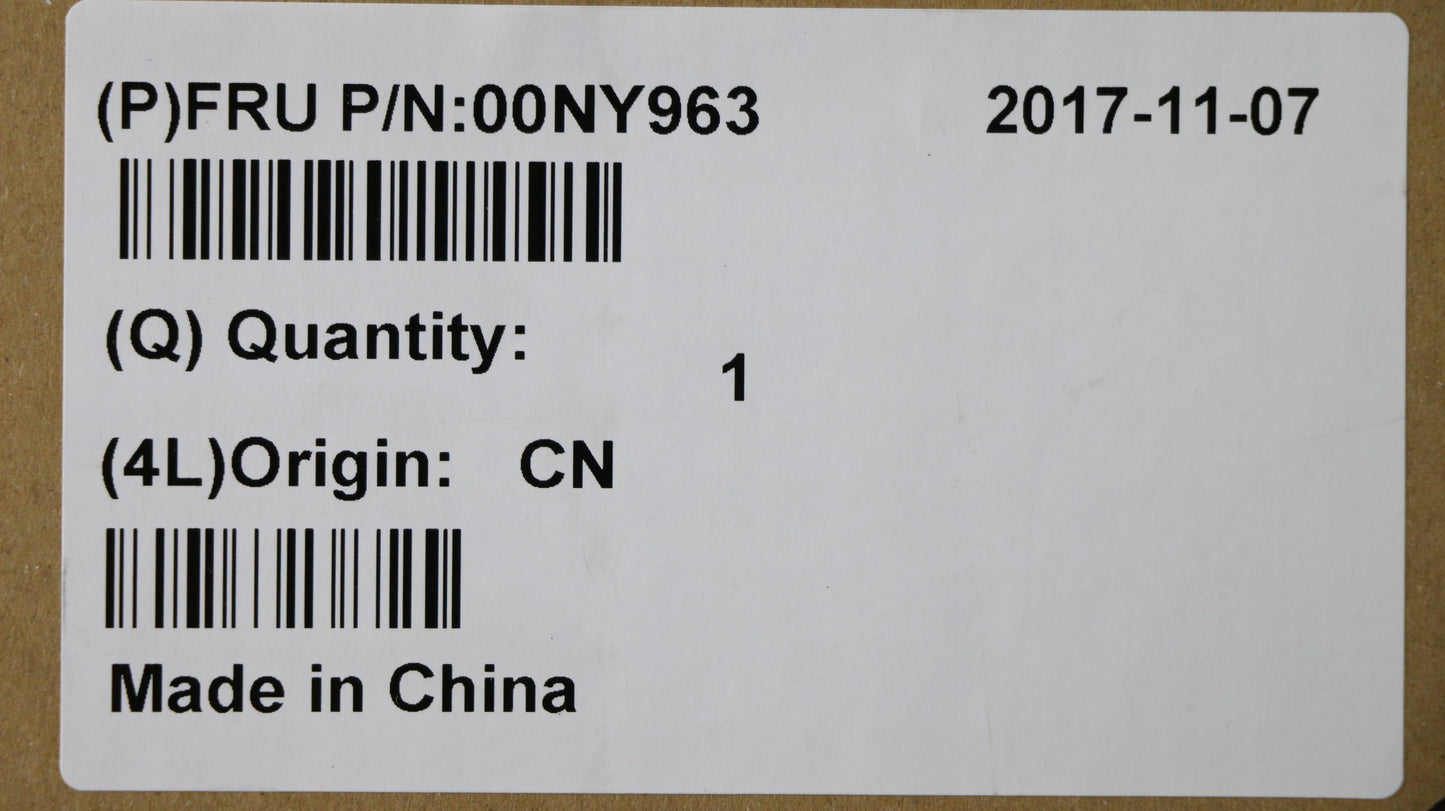 (P)FRU P/N:00NY963 2017-11-07
(Q) Quantity:
1
(4L)Origin: CN
Made in China